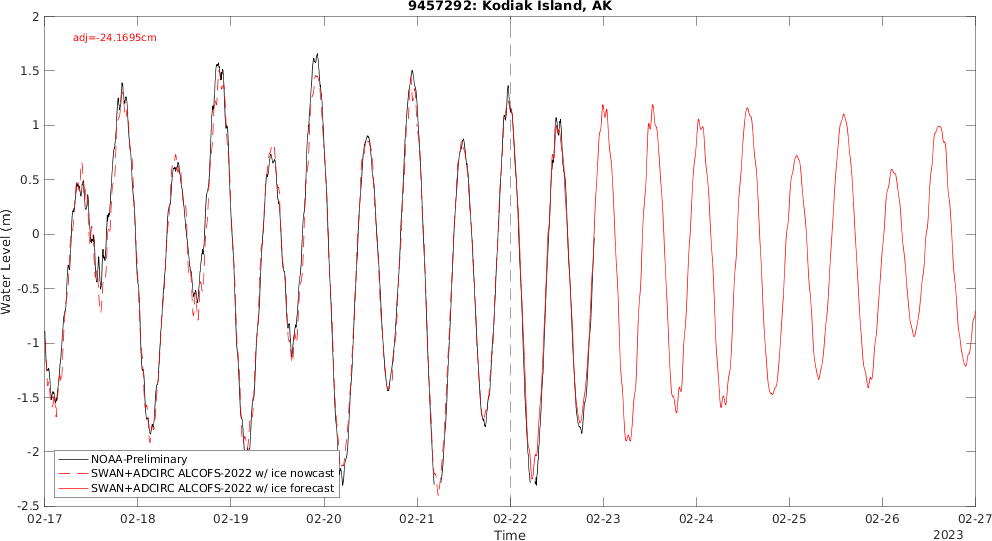 9457292: Kodiak Island, AK
adj=-24.1695cm
2
1.5
1
0.5
0
-0.5
-1
-1.5
-2
-2.5
Water Level (m)
NOAA-Preliminary
SWAN+ADCIRC ALCOFS-2022 w/ ice nowcast
SWAN+ADCIRC ALCOFS-2022 w/ ice forecast
02-17 02-18 02-19 02-20 02-21 02-22 02-23 02-24 02-25 02-26 02-27
Time
2023